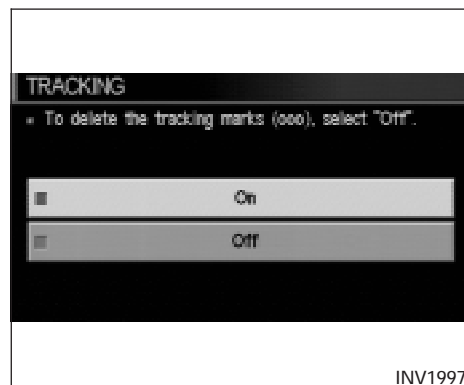 TRACKING
▪ To delete the tracking marks (ooo), select "Off".
On
Off
INV1997